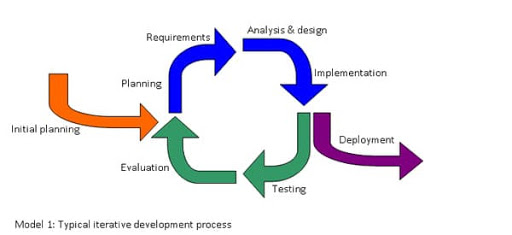 Requirements
Analysis & design
Planning
Implementation
Initial planning
Deployment
Evaluation
Testing
Model 1: Typical iterative development process